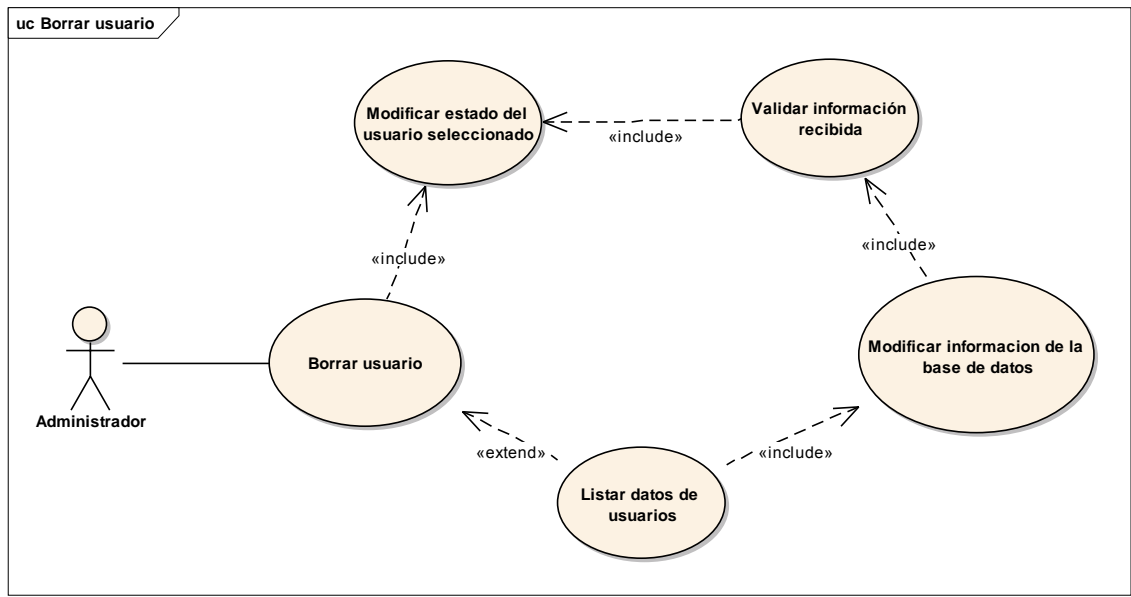 uc Borrar usuario
Modificar estado del
usuario seleccionado
Validar información
recibida
«include»
«include»
«include»
Borrar usuario
Modificar informacion de la
base de datos
Administrador
«extend»
«include»
Listar datos de
usuarios